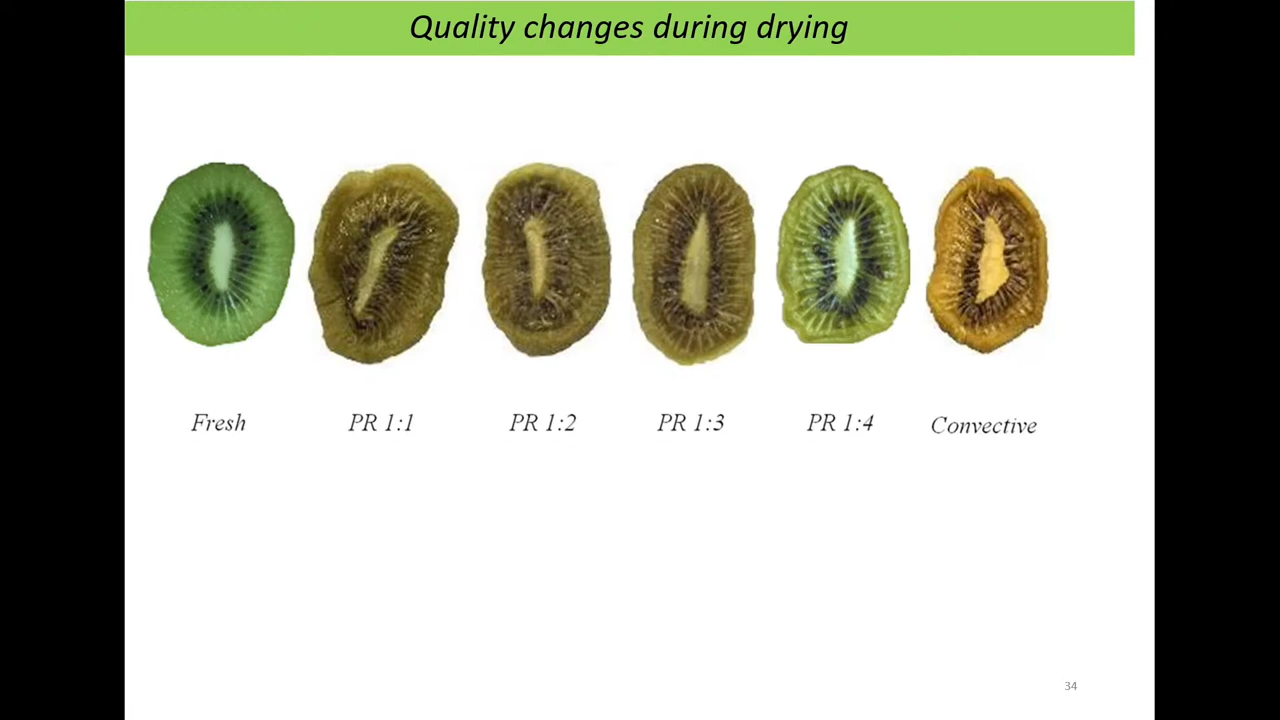 Quality changes during drying
Fresh
PR 1:1
PR 1:2
PR 1:3
PR 1:4
Convective
34